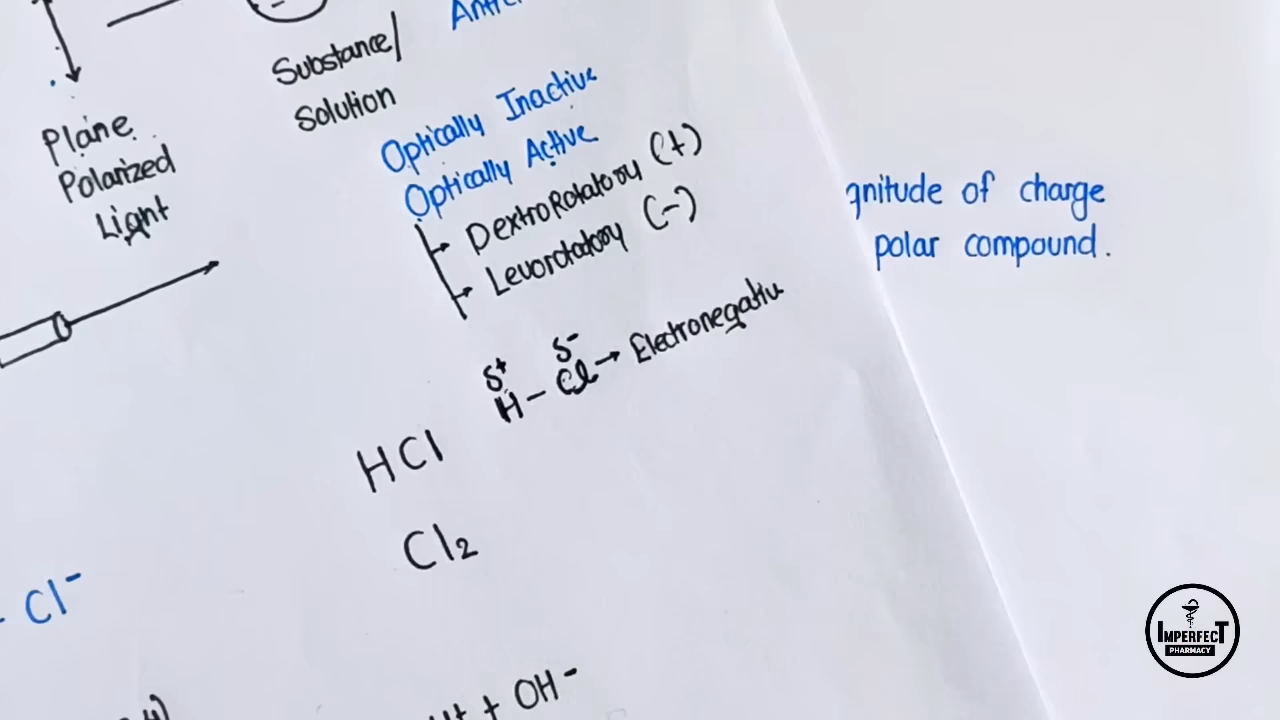 Substance/
Solution
Plane
Polarized
Light
Optically Inactive
Optically Active
DextroRotatory (+)
Levorotatory (-)
gnitude of charge
polar compound.
δ+ δ-
H - Cl → Electronegativ
HCl
Cl2
Cl-
+ OH-
IMPERFECT
PHARMACY